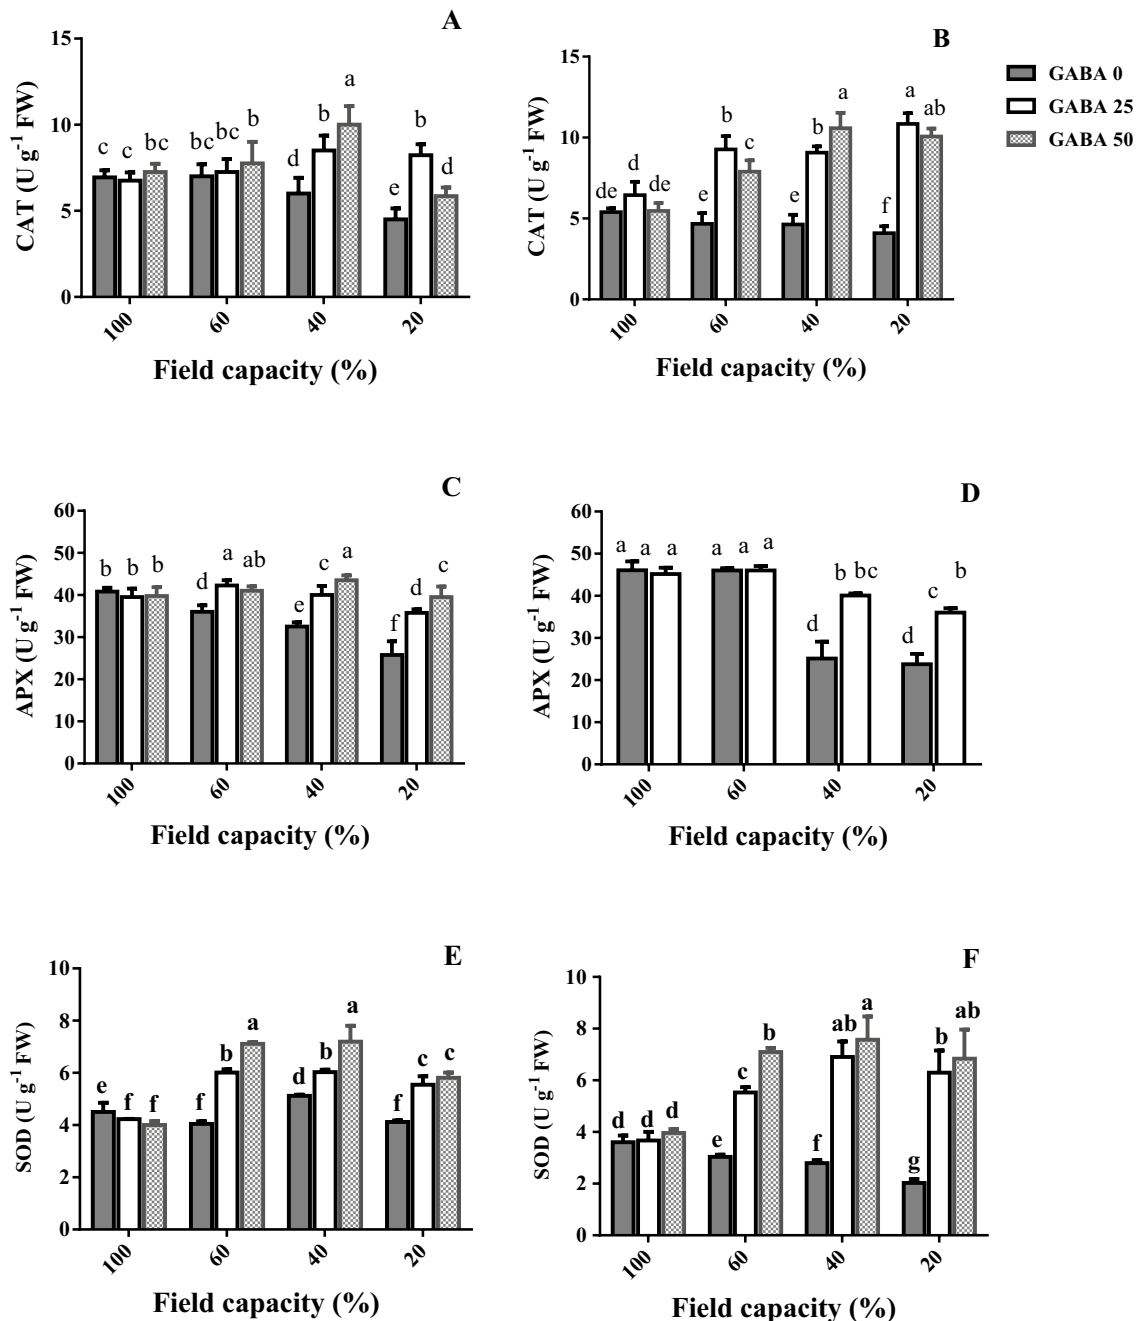 A
CAT (U g-1 FW)
15
10
5
0
c c bc
bc bc b
d b a
e b d
100 60 40 20
Field capacity (%)
B
CAT (U g-1 FW)
15
10
5
0
de d de
e b c
e b a
f a ab
100 60 40 20
Field capacity (%)
GABA 0
GABA 25
GABA 50
C
APX (U g-1 FW)
60
50
40
30
20
10
0
b b b
d a ab
e c a
f d c
100 60 40 20
Field capacity (%)
D
APX (U g-1 FW)
60
50
40
30
20
10
0
a a a
a a a
d b bc
d c b
100 60 40 20
Field capacity (%)
E
SOD (U g-1 FW)
10
8
6
4
2
0
e f f
f b a
d b a
f c c
100 60 40 20
Field capacity (%)
F
SOD (U g-1 FW)
10
8
6
4
2
0
d d d
e c b
f ab a
g b ab
100 60 40 20
Field capacity (%)